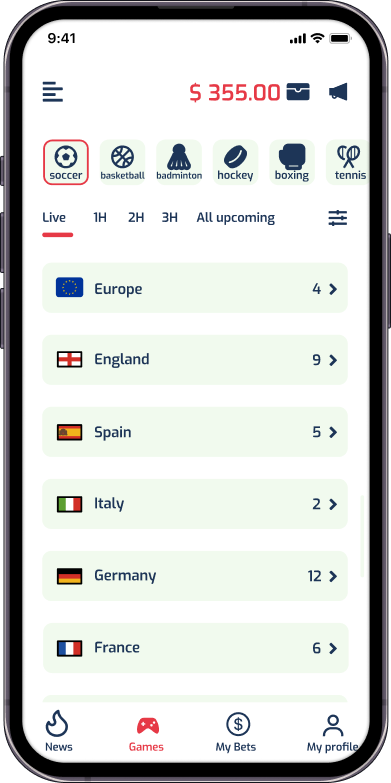 9:41
$ 355.00
soccer basketball badminton hockey boxing tennis
Live 1H 2H 3H All upcoming
Europe 4
England 9
Spain 5
Italy 2
Germany 12
France 6
News Games My Bets My profile